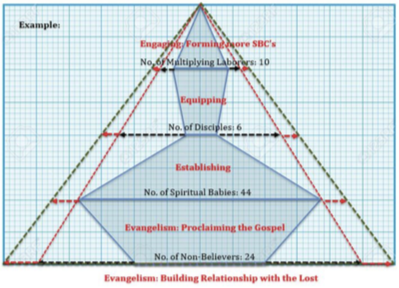 Example:
Engaging: Forming more SBC's
No. of Multiplying Laborers: 10
Equipping
No. of Disciples: 6
Establishing
No. of Spiritual Babies: 44
Evangelism: Proclaiming the Gospel
No. of Non-Believers: 24
Evangelism: Building Relationship with the Lost